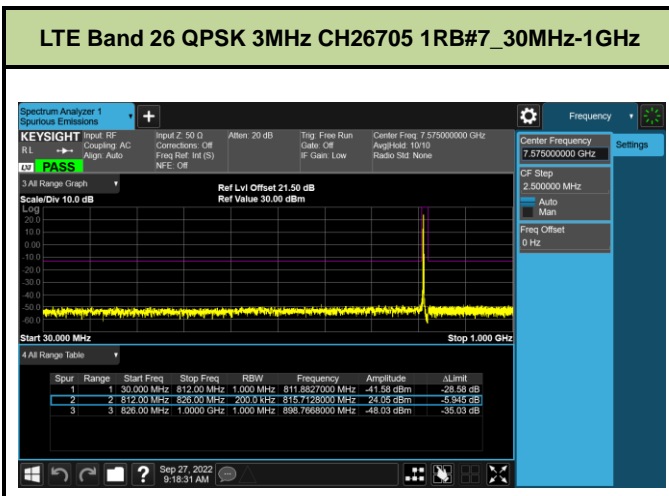 LTE Band 26 QPSK 3MHz CH26705 1RB#7_30MHz-1GHz
Spectrum Analyzer 1
Spurious Emissions
Frequency
KEYSIGHT Input: RF Input Z: 50 Ω Atten: 20 dB Trig: Free Run Center Freq: 7.575000000 GHz
R L Coupling: AC Corrections: Off Gate: Off Avg|Hold: 10/10
Align: Auto Freq Ref: Int (S) IF Gain: Low Radio Std: None
LXI PASS NFE: Off
Center Frequency
7.575000000 GHz
Settings
CF Step
2.500000 MHz
Auto
Man
Freq Offset
0 Hz
3 All Range Graph
Ref Lvl Offset 21.50 dB
Scale/Div 10.0 dB Ref Value 30.00 dBm
Log
20.0
10.0
0.00
-10.0
-20.0
-30.0
-40.0
-50.0
-60.0
Start 30.000 MHz Stop 1.000 GHz
4 All Range Table
Spur Range Start Freq Stop Freq RBW Frequency Amplitude ΔLimit
1 1 30.000 MHz 812.00 MHz 1.000 MHz 811.8827000 MHz -41.58 dBm -28.58 dB
2 2 812.00 MHz 826.00 MHz 200.0 kHz 815.7128000 MHz 24.05 dBm -5.945 dB
3 3 826.00 MHz 1.0000 GHz 1.000 MHz 898.7668000 MHz -48.03 dBm -35.03 dB
Sep 27, 2022
9:18:31 AM